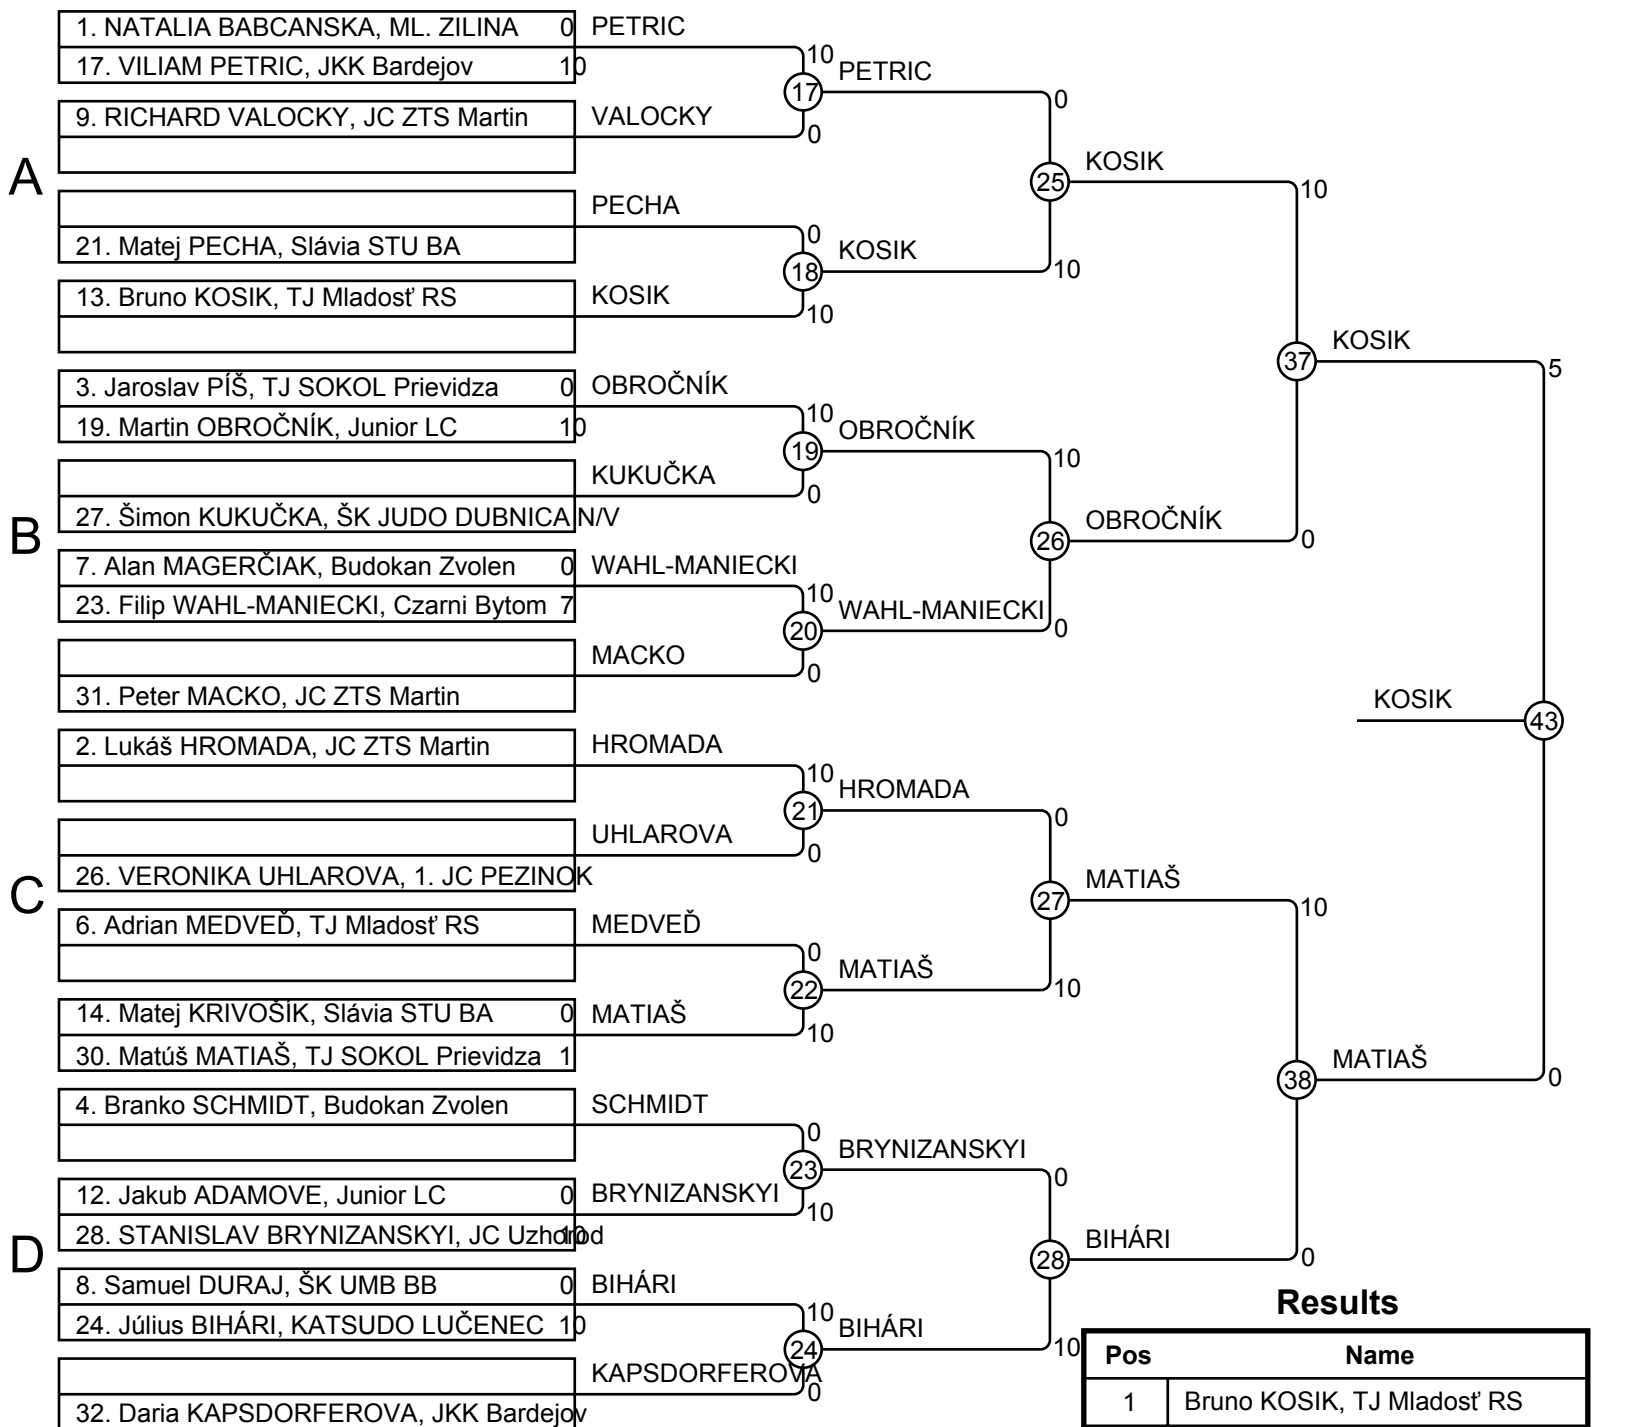 1. NATALIA BABCANSKA, ML. ZILINA 0 PETRIC
10
17. VILIAM PETRIC, JKK Bardejov 10
PETRIC
17
0
9. RICHARD VALOCKY, JC ZTS Martin VALOCKY
0
A
KOSIK
25
10
PECHA
0
21. Matej PECHA, Slávia STU BA
KOSIK
18
10
13. Bruno KOSIK, TJ Mladosť RS KOSIK
10
KOSIK
37
5
3. Jaroslav PÍŠ, TJ SOKOL Prievidza 0 OBROČNÍK
10
19. Martin OBROČNÍK, Junior LC 10
OBROČNÍK
19
10
KUKUČKA
0
27. Šimon KUKUČKA, ŠK JUDO DUBNICA N/V
B
OBROČNÍK
26
0
7. Alan MAGERČIAK, Budokan Zvolen 0 WAHL-MANIECKI
10
23. Filip WAHL-MANIECKI, Czarni Bytom 7
WAHL-MANIECKI
20
0
MACKO
0
31. Peter MACKO, JC ZTS Martin
KOSIK
43
2. Lukáš HROMADA, JC ZTS Martin HROMADA
10
HROMADA
21
0
UHLAROVA
0
26. VERONIKA UHLAROVA, 1. JC PEZINOK
C
MATIAŠ
27
10
6. Adrian MEDVEĎ, TJ Mladosť RS MEDVEĎ
0
MATIAŠ
22
10
14. Matej KRIVOŠÍK, Slávia STU BA 0 MATIAŠ
10
30. Matúš MATIAŠ, TJ SOKOL Prievidza 1
MATIAŠ
38
0
4. Branko SCHMIDT, Budokan Zvolen SCHMIDT
0
BRYNIZANSKYI
23
0
12. Jakub ADAMOVE, Junior LC 0 BRYNIZANSKYI
10
28. STANISLAV BRYNIZANSKYI, JC Uzhorod 10
D
BIHÁRI
28
0
8. Samuel DURAJ, ŠK UMB BB 0 BIHÁRI
10
24. Július BIHÁRI, KATSUDO LUČENEC 10
BIHÁRI
24
10
KAPSDORFEROVA
0
32. Daria KAPSDORFEROVA, JKK Bardejov
Results
Pos Name
1 Bruno KOSIK, TJ Mladosť RS